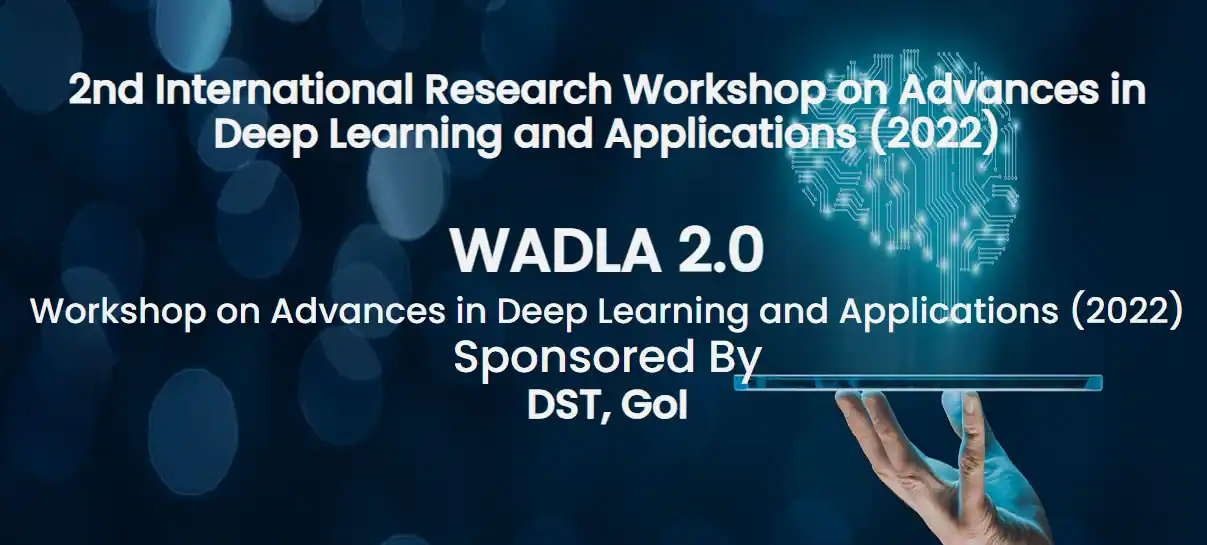 2nd International Research Workshop on Advances in
Deep Learning and Applications (2022)
WADLA 2.0
Workshop on Advances in Deep Learning and Applications (2022)
Sponsored By
DST, GoI